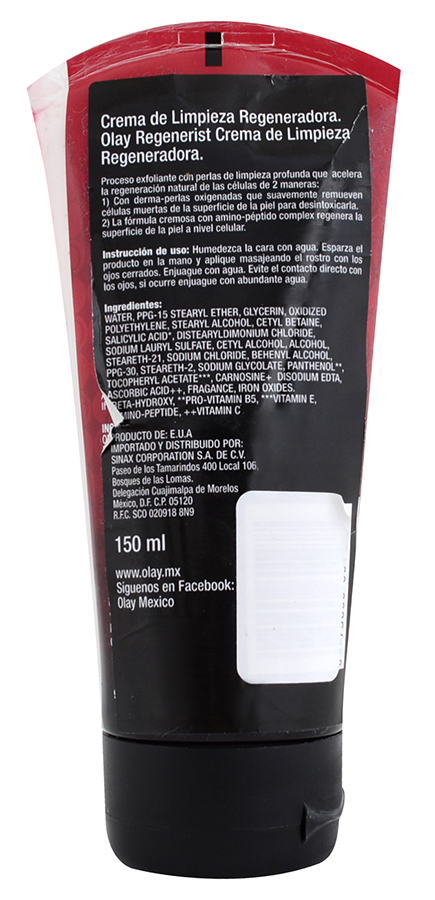 Crema de Limpieza Regeneradora.
Olay Regenerist Crema de Limpieza
Regeneradora.
Proceso exfoliante con perlas de limpieza profunda que acelera
la regeneración natural de las células de 2 maneras:
1) Con derma-perlas oxigenadas que suavemente remueven
células muertas de la superficie de la piel para desintoxicarla.
2) La fórmula cremosa con amino-péptido complex regenera la
superficie de la piel a nivel celular.
Instrucción de uso: Humedezca la cara con agua. Esparza el
producto en la mano y aplique masajeando el rostro con los
ojos cerrados. Enjuague con agua. Evite el contacto directo con
los ojos, si ocurre enjuague con abundante agua.
Ingredientes:
WATER, PPG-15 STEARYL ETHER, GLYCERIN, OXIDIZED
POLYETHYLENE, STEARYL ALCOHOL, CETYL BETAINE,
SALICYLIC ACID*, DISTEARYLDIMONIUM CHLORIDE,
SODIUM LAURYL SULFATE, CETYL ALCOHOL, ALCOHOL,
STEARETH-21, SODIUM CHLORIDE, BEHENYL ALCOHOL,
PPG-30, STEARETH-2, SODIUM GLYCOLATE, PANTHENOL**,
TOCOPHERYL ACETATE***, CARNOSINE+ DISODIUM EDTA,
ASCORBIC ACID++, FRAGANCE, IRON OXIDES.
BETA-HYDROXY, **PRO-VITAMIN B5, ***VITAMIN E,
AMINO-PEPTIDE, ++VITAMIN C
PRODUCTO DE: E.U.A
IMPORTADO Y DISTRIBUIDO POR:
SINAX CORPORATION S.A. DE C.V.
Paseo de los Tamarindos 400 Local 106,
Bosques de las Lomas.
Delegación Cuajimalpa de Morelos
México, D.F. C.P. 05120
R.F.C. SCO 020918 8N9
150 ml
www.olay.mx
Siguenos en Facebook:
Olay Mexico